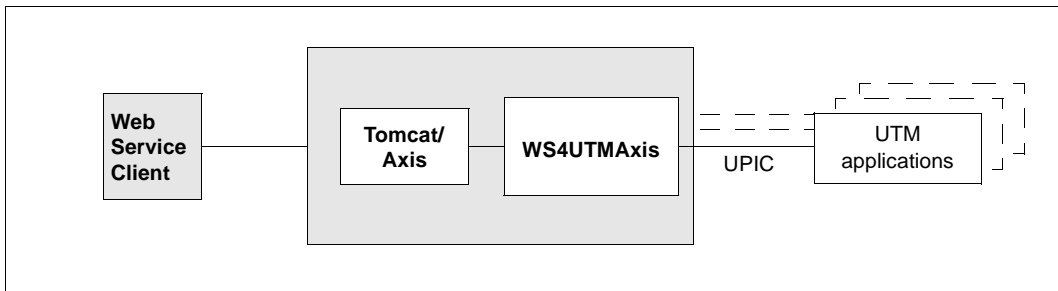 Web
Service
Client
Tomcat/
Axis
WS4UTMAxis
UPIC
UTM
applications